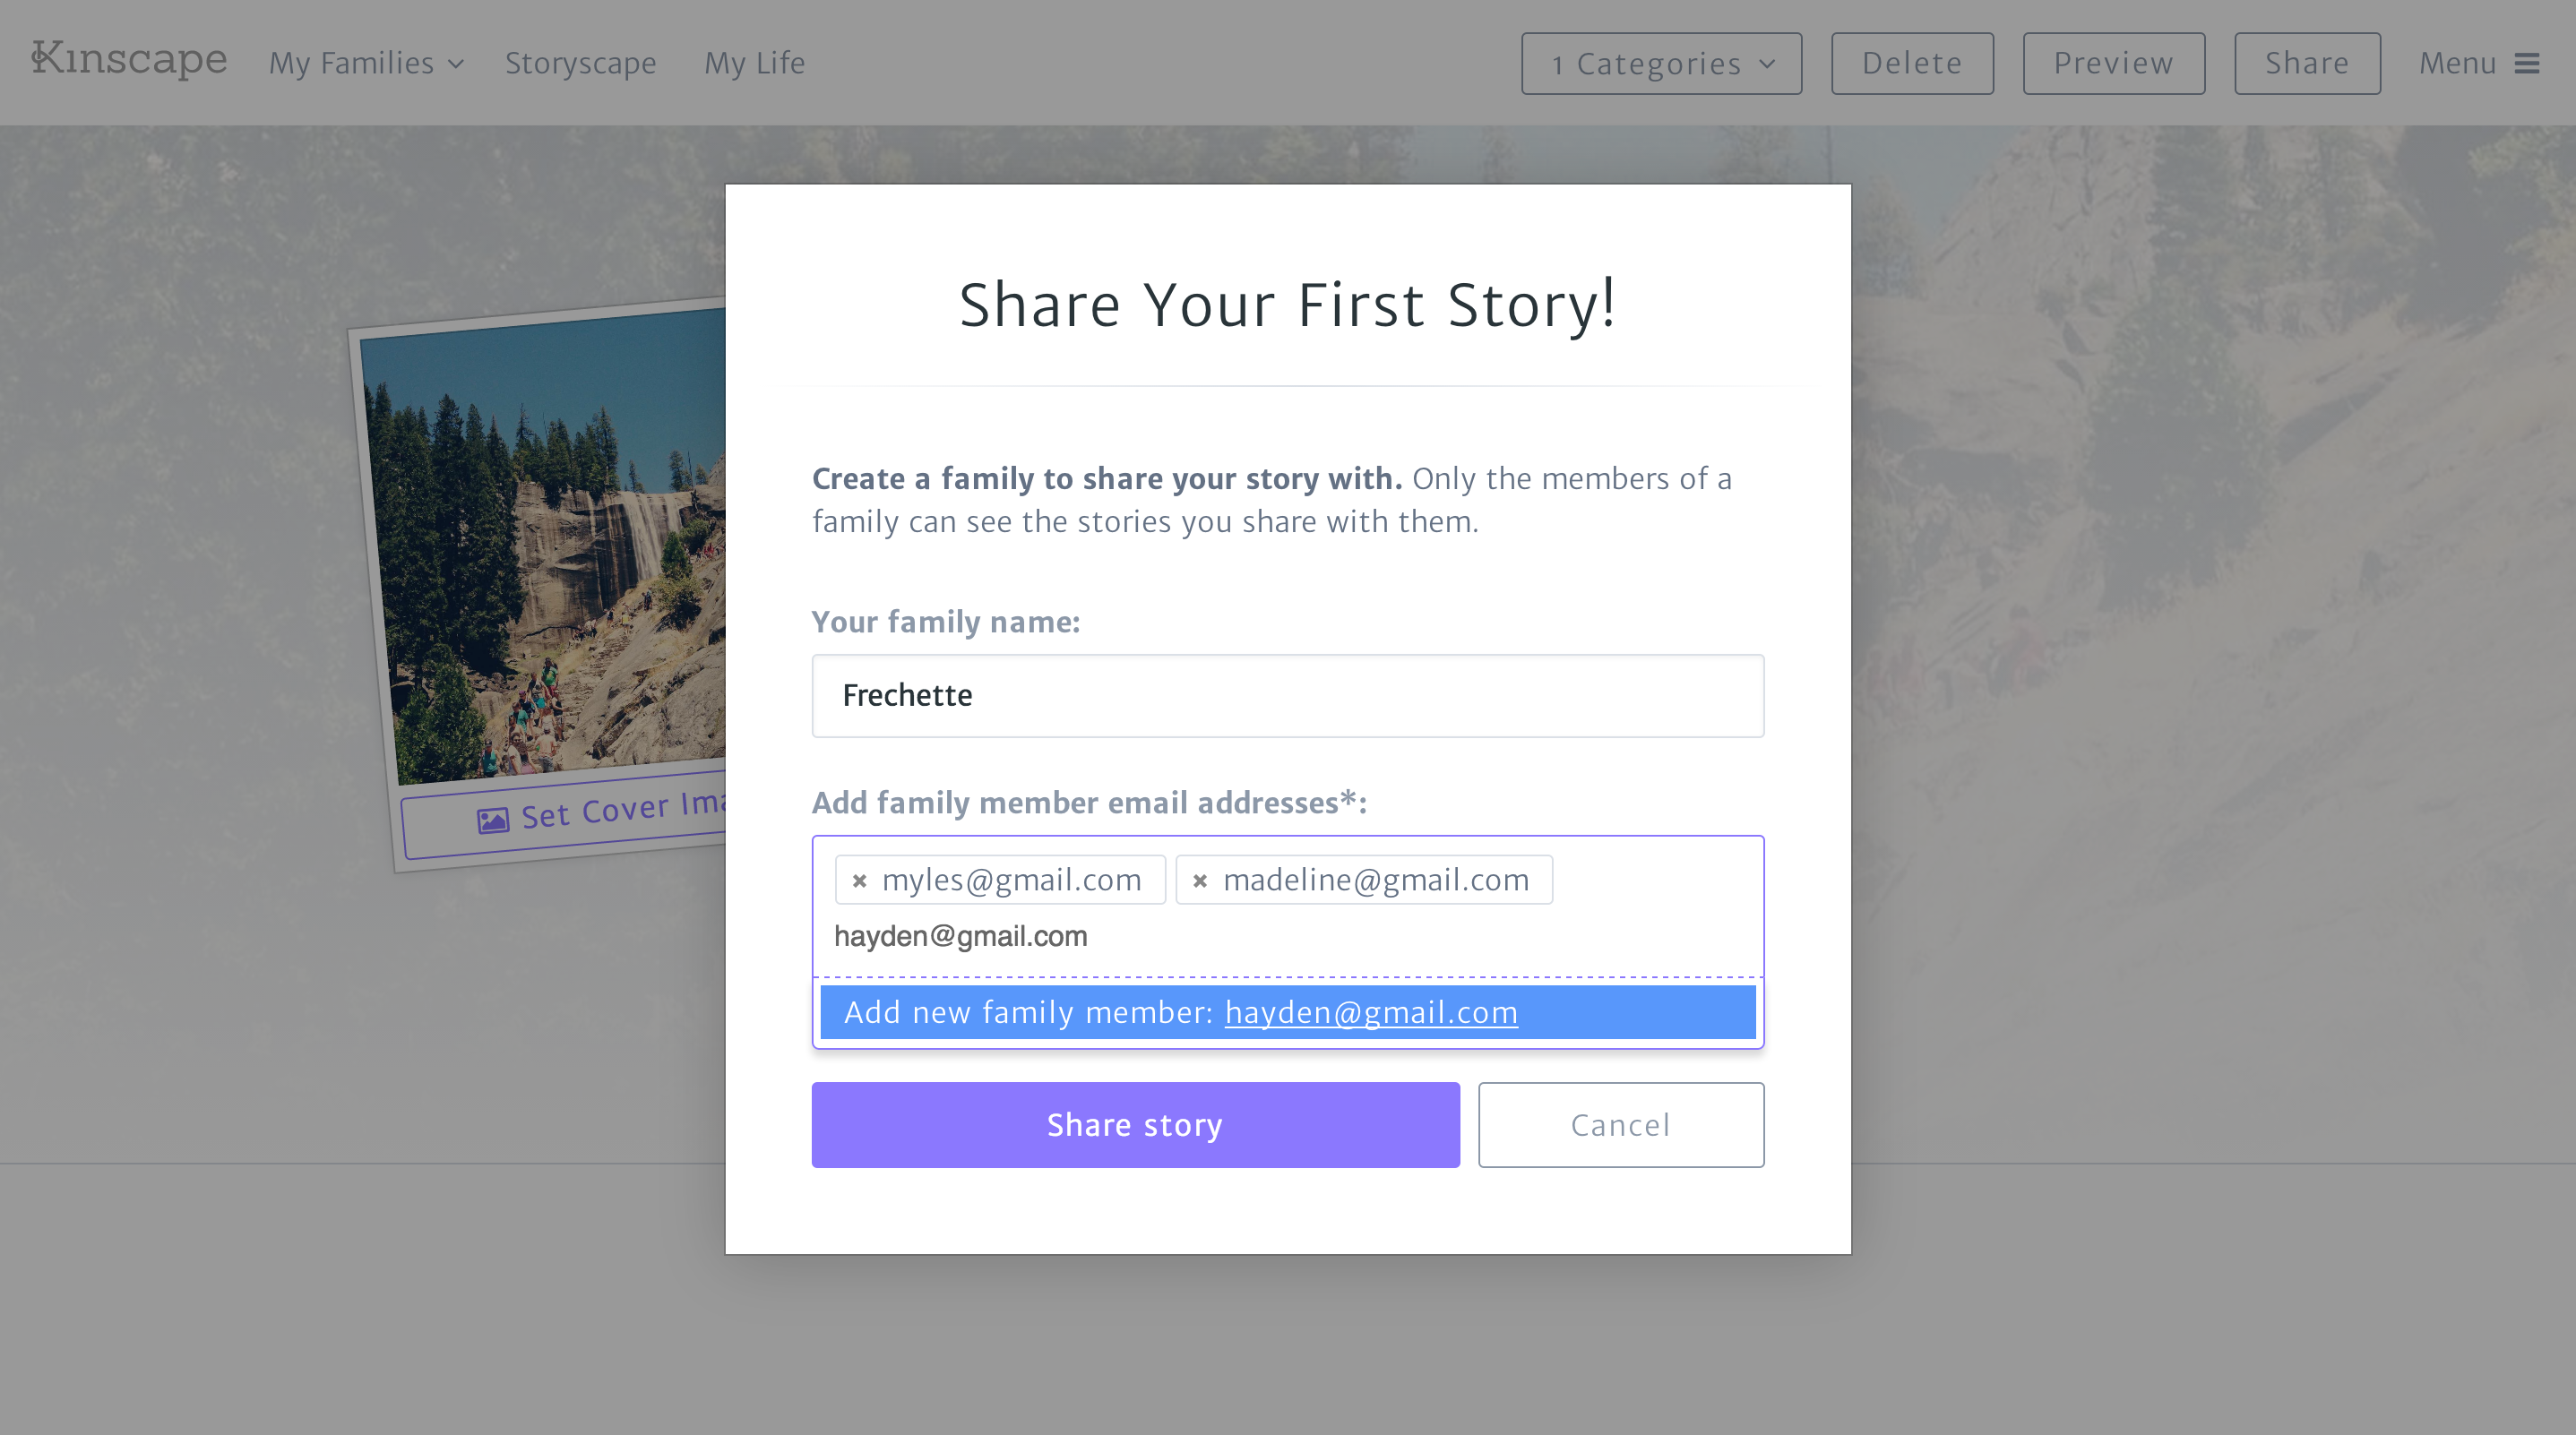 Kinscape My Families Storyscape My Life 1 Categories Delete Preview Share Menu
Share Your First Story!
Create a family to share your story with. Only the members of a
family can see the stories you share with them.
Your family name:
Frechette
Set Cover
Add family member email addresses*:
× myles@gmail.com × madeline@gmail.com
hayden@gmail.com
Add new family member: hayden@gmail.com
Share story Cancel